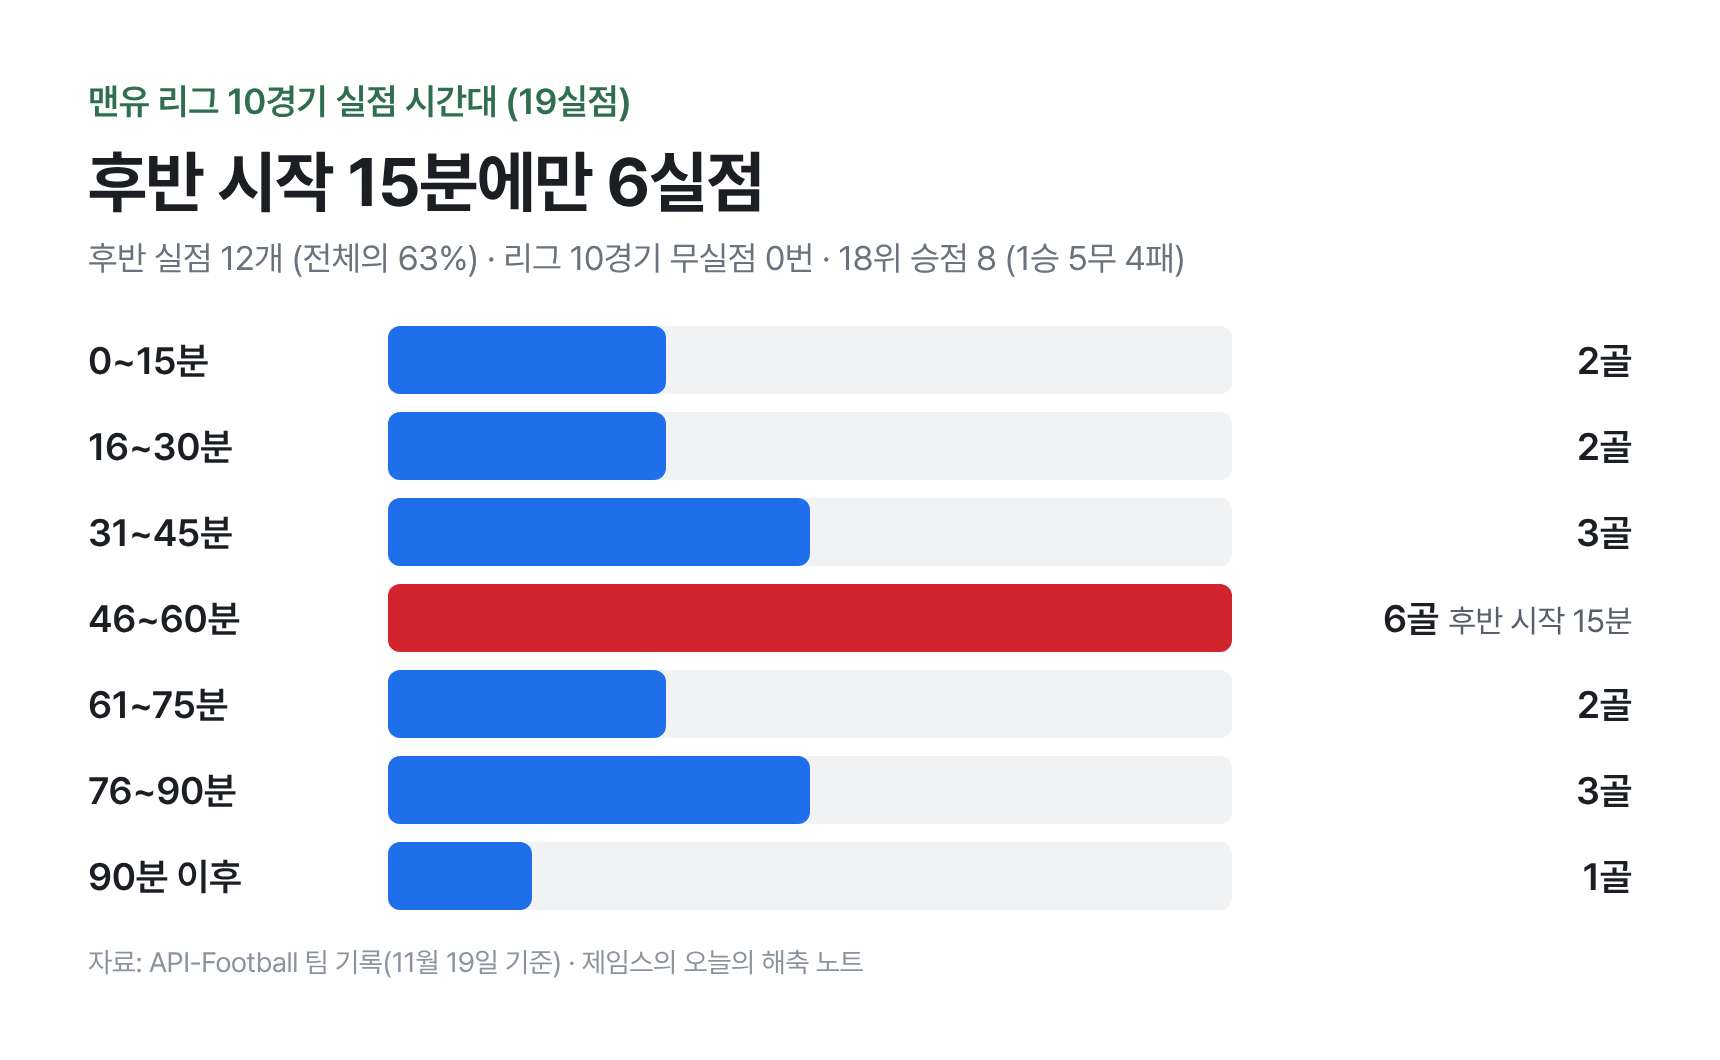 맨유 리그 10경기 실점 시간대 (19실점)
후반 시작 15분에만 6실점
후반 실점 12개 (전체의 63%) · 리그 10경기 무실점 0번 · 18위 승점 8 (1승 5무 4패)
0~15분 2골
16~30분 2골
31~45분 3골
46~60분 6골 후반 시작 15분
61~75분 2골
76~90분 3골
90분 이후 1골
자료: API-Football 팀 기록(11월 19일 기준) · 제임스의 오늘의 해축 노트